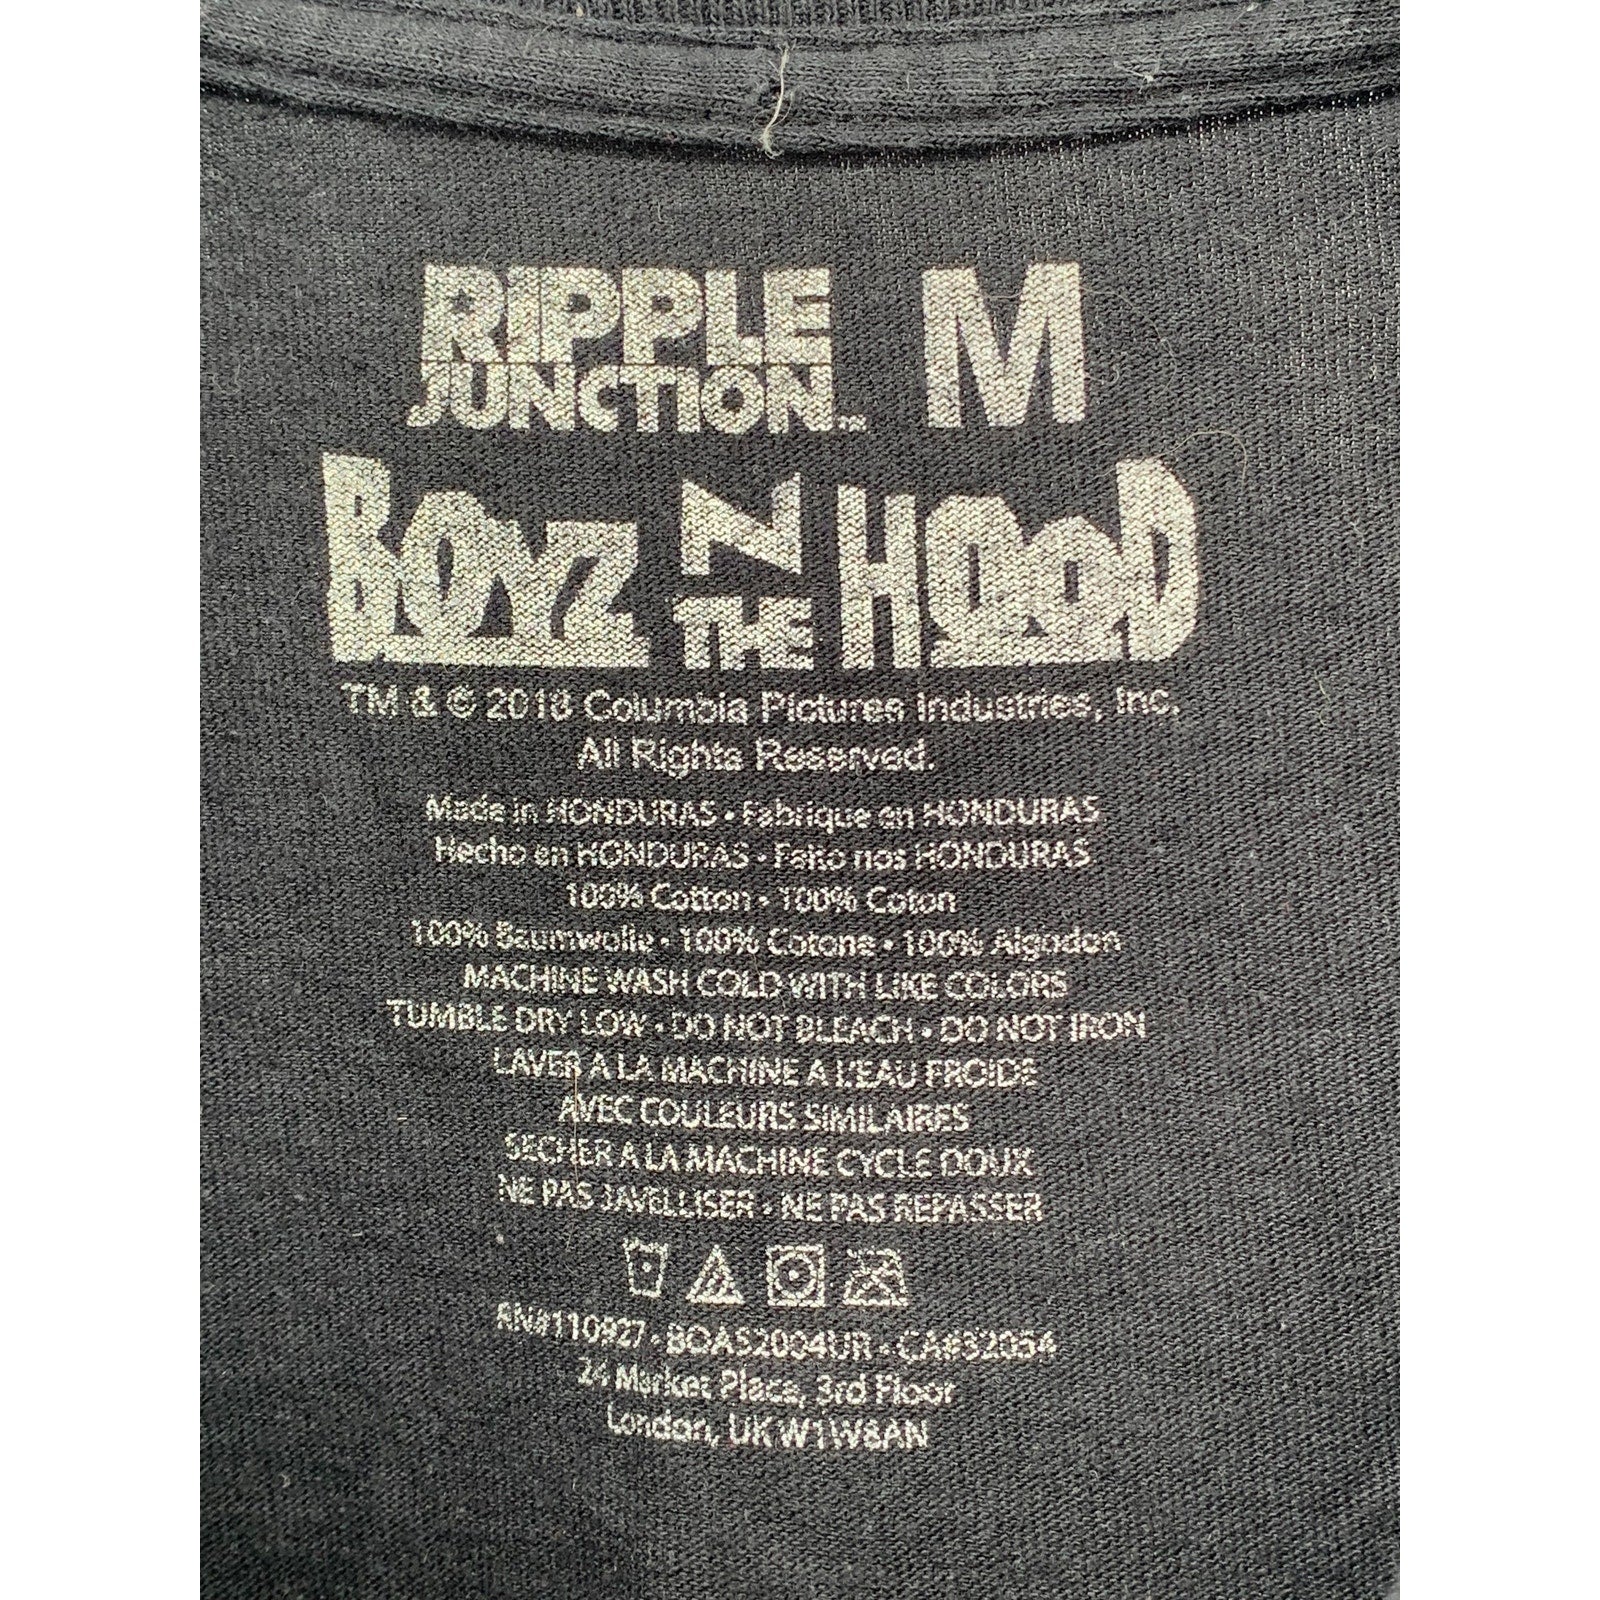 RIPPLE M
JUNCTION™
BOYZ N THE HOOD
TM & © 2018 Columbia Pictures Industries, Inc.
All Rights Reserved.
Made in HONDURAS • Fabrique en HONDURAS
Hecho en HONDURAS • Feito nos HONDURAS
100% Cotton • 100% Coton
100% Baumwolle • 100% Cotone • 100% Algodon
MACHINE WASH COLD WITH LIKE COLORS
TUMBLE DRY LOW • DO NOT BLEACH • DO NOT IRON
LAVER A LA MACHINE A L'EAU FROIDE
AVEC COULEURS SIMILAIRES
SECHER A LA MACHINE CYCLE DOUX
NE PAS JAVELLISER • NE PAS REPASSER
RN#110927 • BOAS2004UR • CA#32054
24 Market Place, 3rd Floor
London, UK W1W8AN